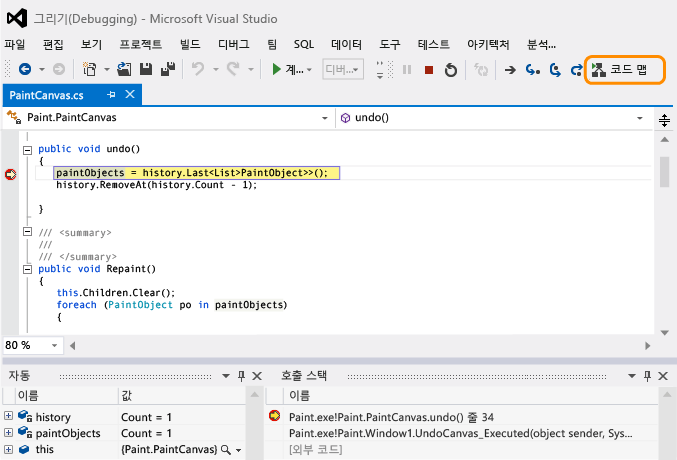 그리기(Debugging) - Microsoft Visual Studio
파일 편집 보기 프로젝트 빌드 디버그 팀 SQL 데이터 도구 테스트 아키텍처 분석...
계... 디버... 코드 맵
PaintCanvas.cs
Paint.PaintCanvas undo()
public void undo()
{
paintObjects = history.Last<List>PaintObject>>();
history.RemoveAt(history.Count - 1);
}
/// <summary>
///
/// </summary>
public void Repaint()
{
this.Children.Clear();
foreach (PaintObject po in paintObjects)
{
80 %
자동 호출 스택
이름 값 이름
history Count = 1 Paint.exe!Paint.PaintCanvas.undo() 줄 34
paintObjects Count = 1 Paint.exe!Paint.Window1.UndoCanvas_Executed(object sender, Sys...
this {Paint.PaintCanvas} [외부 코드]